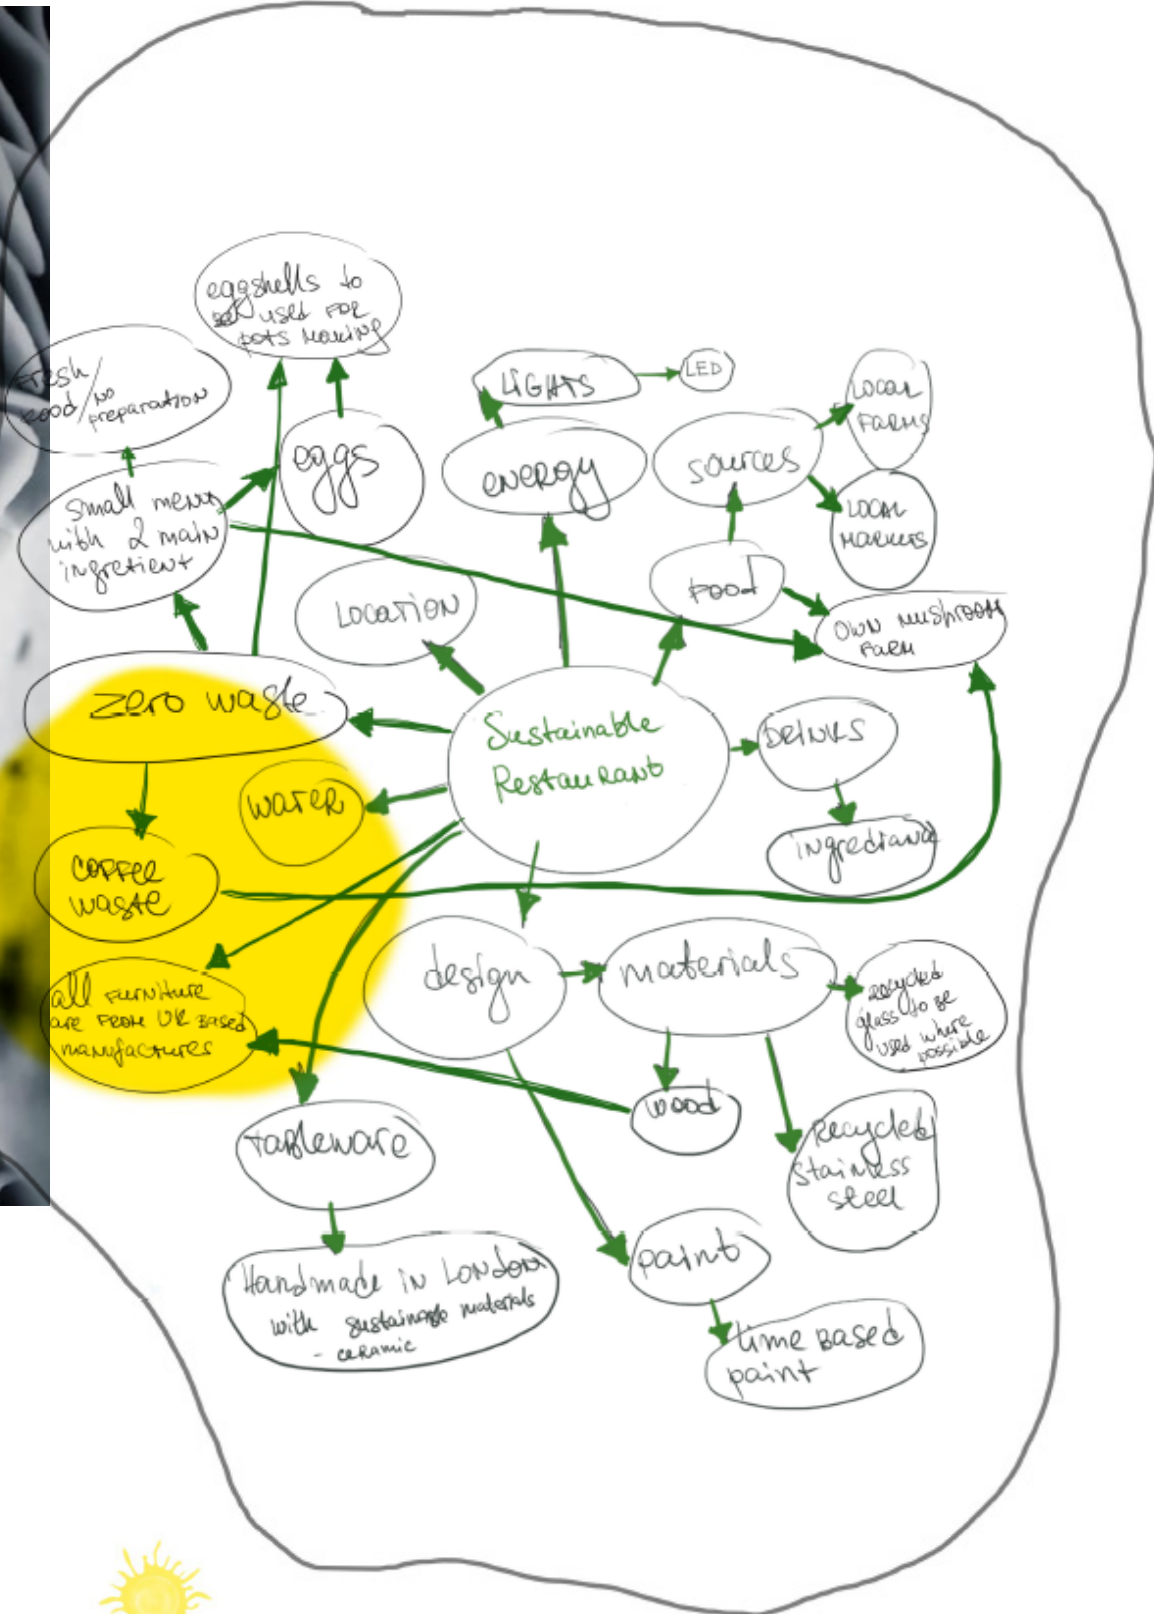 eggshells to
used FOR
pots making
Fresh/
Food/NO
preparation
small menu
with 2 main
ingretient
eggs
LIGHTS
LED
ENERGY
sources
LOCAL
FARMS
LOCAL
MARKETS
FOOD
OWN MUSHROOM
FARM
LOCATION
zero waste
Sustainable
Restaurant
DRINKS
WATER
COFFEE
WASTE
all FURNITURE
are FROM UK BASED
manufactures
design
materials
recycled
glass to be
used where
possible
wood
Recycled
stainless
steel
tableware
Handmade IN LONDON
with sustainable materials
- ceramic
paint
lime BASED
paint